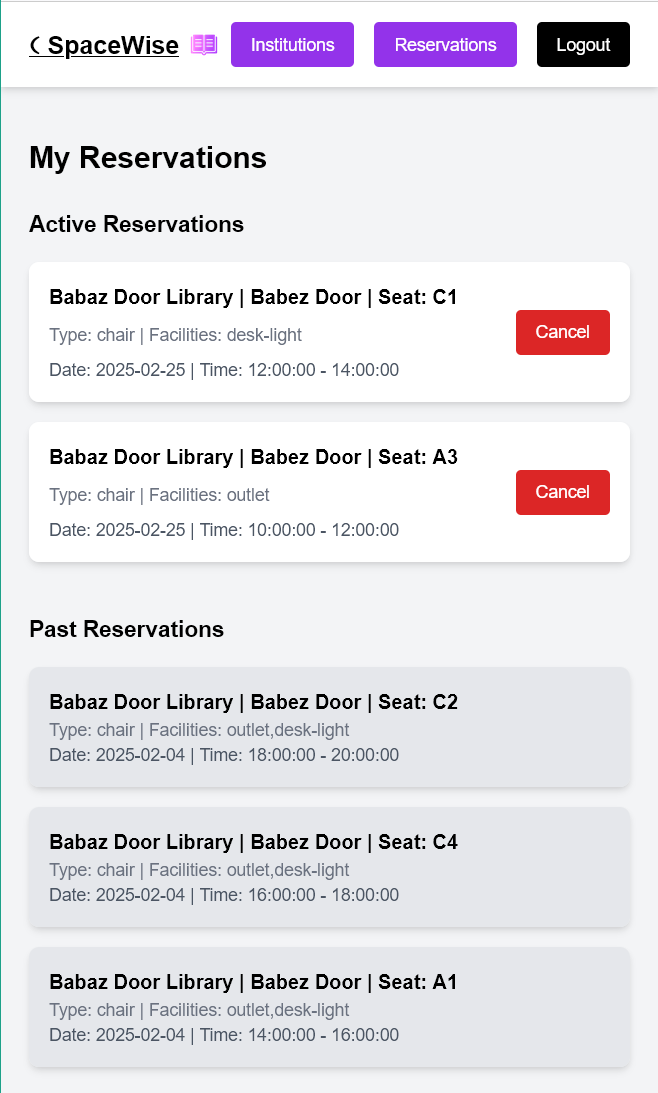 SpaceWise
Institutions
Reservations
Logout
My Reservations
Active Reservations
Babaz Door Library | Babez Door | Seat: C1
Type: chair | Facilities: desk-light
Date: 2025-02-25 | Time: 12:00:00 - 14:00:00
Cancel
Babaz Door Library | Babez Door | Seat: A3
Type: chair | Facilities: outlet
Date: 2025-02-25 | Time: 10:00:00 - 12:00:00
Cancel
Past Reservations
Babaz Door Library | Babez Door | Seat: C2
Type: chair | Facilities: outlet,desk-light
Date: 2025-02-04 | Time: 18:00:00 - 20:00:00
Babaz Door Library | Babez Door | Seat: C4
Type: chair | Facilities: outlet,desk-light
Date: 2025-02-04 | Time: 16:00:00 - 18:00:00
Babaz Door Library | Babez Door | Seat: A1
Type: chair | Facilities: outlet,desk-light
Date: 2025-02-04 | Time: 14:00:00 - 16:00:00